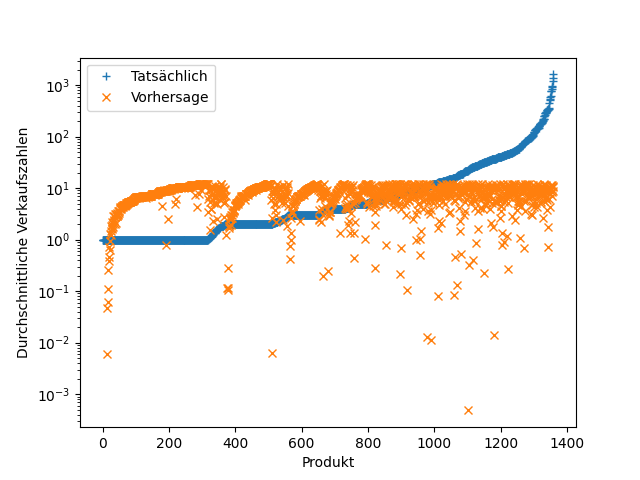 Tatsächlich
Vorhersage
Durchschnittliche Verkaufszahlen
10³
10²
10¹
10⁰
10⁻¹
10⁻²
10⁻³
0 200 400 600 800 1000 1200 1400
Produkt